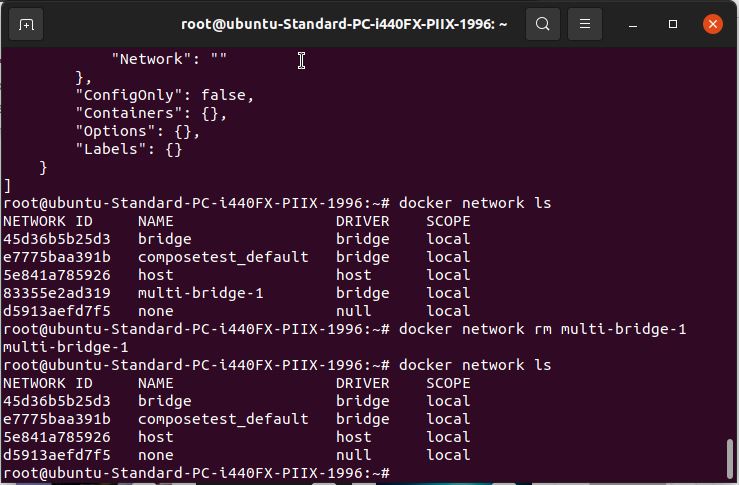 root@ubuntu-Standard-PC-i440FX-PIIX-1996: ~
            "Network": ""
        },
        "ConfigOnly": false,
        "Containers": {},
        "Options": {},
        "Labels": {}
    }
]
root@ubuntu-Standard-PC-i440FX-PIIX-1996:~# docker network ls
NETWORK ID     NAME                  DRIVER    SCOPE
45d36b5b25d3   bridge                bridge    local
e7775baa391b   composetest_default   bridge    local
5e841a785926   host                  host      local
83355e2ad319   multi-bridge-1        bridge    local
d5913aefd7f5   none                  null      local
root@ubuntu-Standard-PC-i440FX-PIIX-1996:~# docker network rm multi-bridge-1
multi-bridge-1
root@ubuntu-Standard-PC-i440FX-PIIX-1996:~# docker network ls
NETWORK ID     NAME                  DRIVER    SCOPE
45d36b5b25d3   bridge                bridge    local
e7775baa391b   composetest_default   bridge    local
5e841a785926   host                  host      local
d5913aefd7f5   none                  null      local
root@ubuntu-Standard-PC-i440FX-PIIX-1996:~#